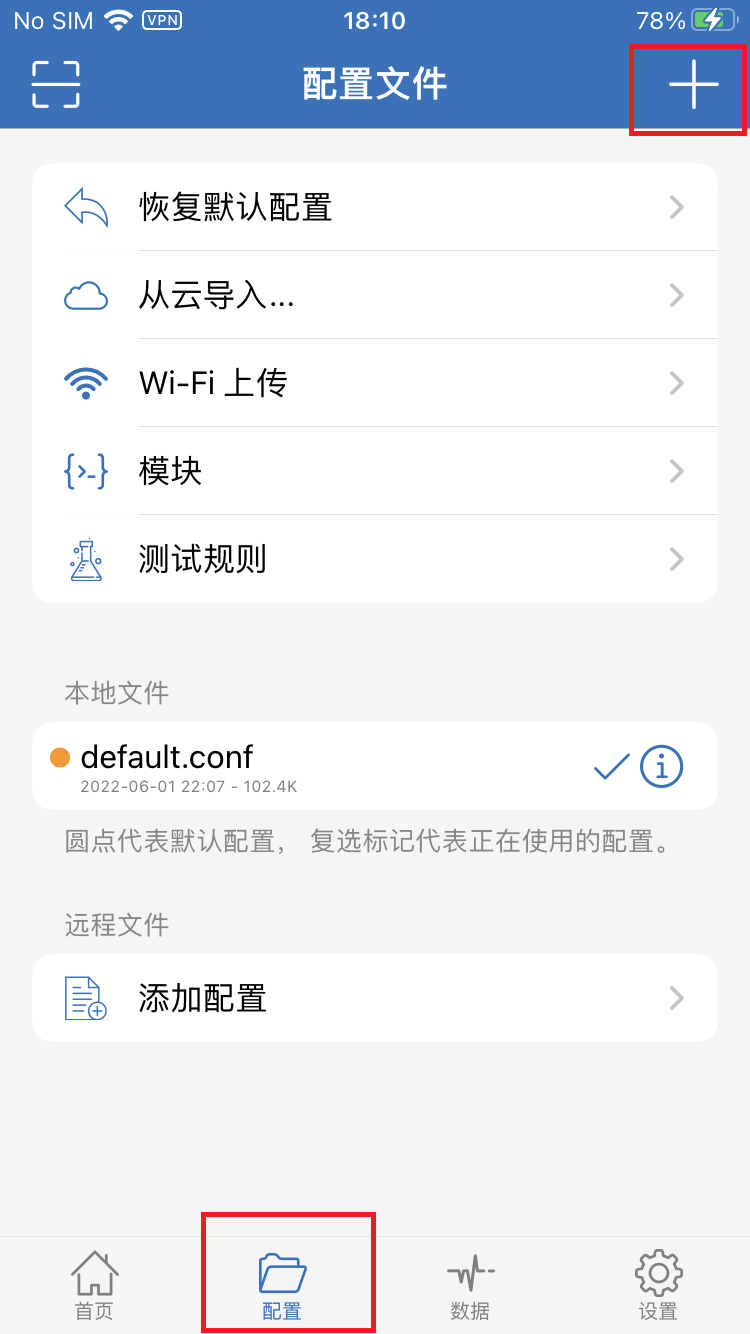 No SIM VPN 18:10 78%
配置文件
恢复默认配置
从云导入...
Wi-Fi 上传
模块
测试规则
本地文件
default.conf
2022-06-01 22:07 - 102.4K
圆点代表默认配置， 复选标记代表正在使用的配置。
远程文件
添加配置
首页 配置 数据 设置